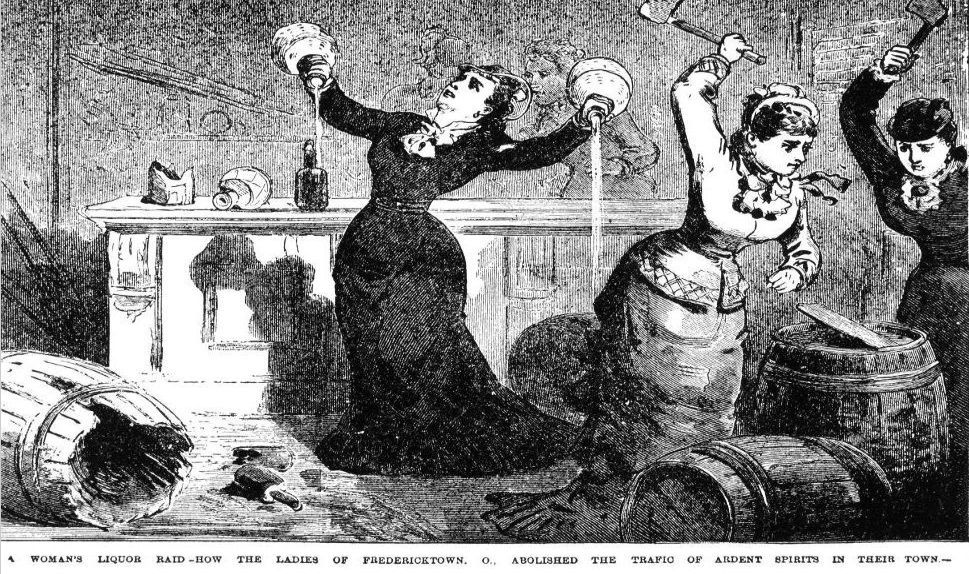 A WOMAN'S LIQUOR RAID—HOW THE LADIES OF FREDERICKTOWN, O., ABOLISHED THE TRAFIC OF ARDENT SPIRITS IN THEIR TOWN.—